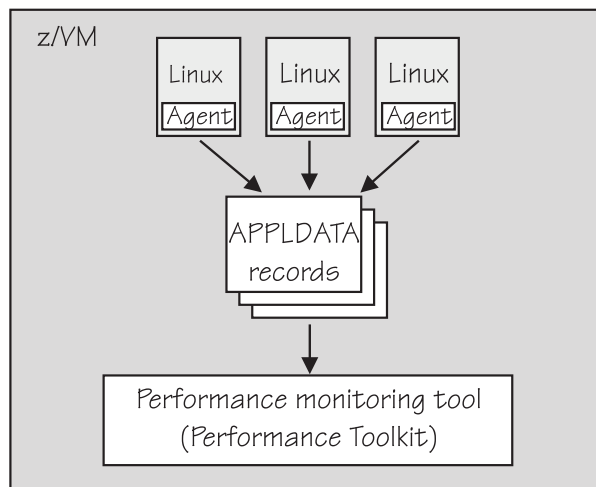 z/VM
Linux
Linux
Linux
Agent
Agent
Agent
APPLDATA
records
Performance monitoring tool
(Performance Toolkit)